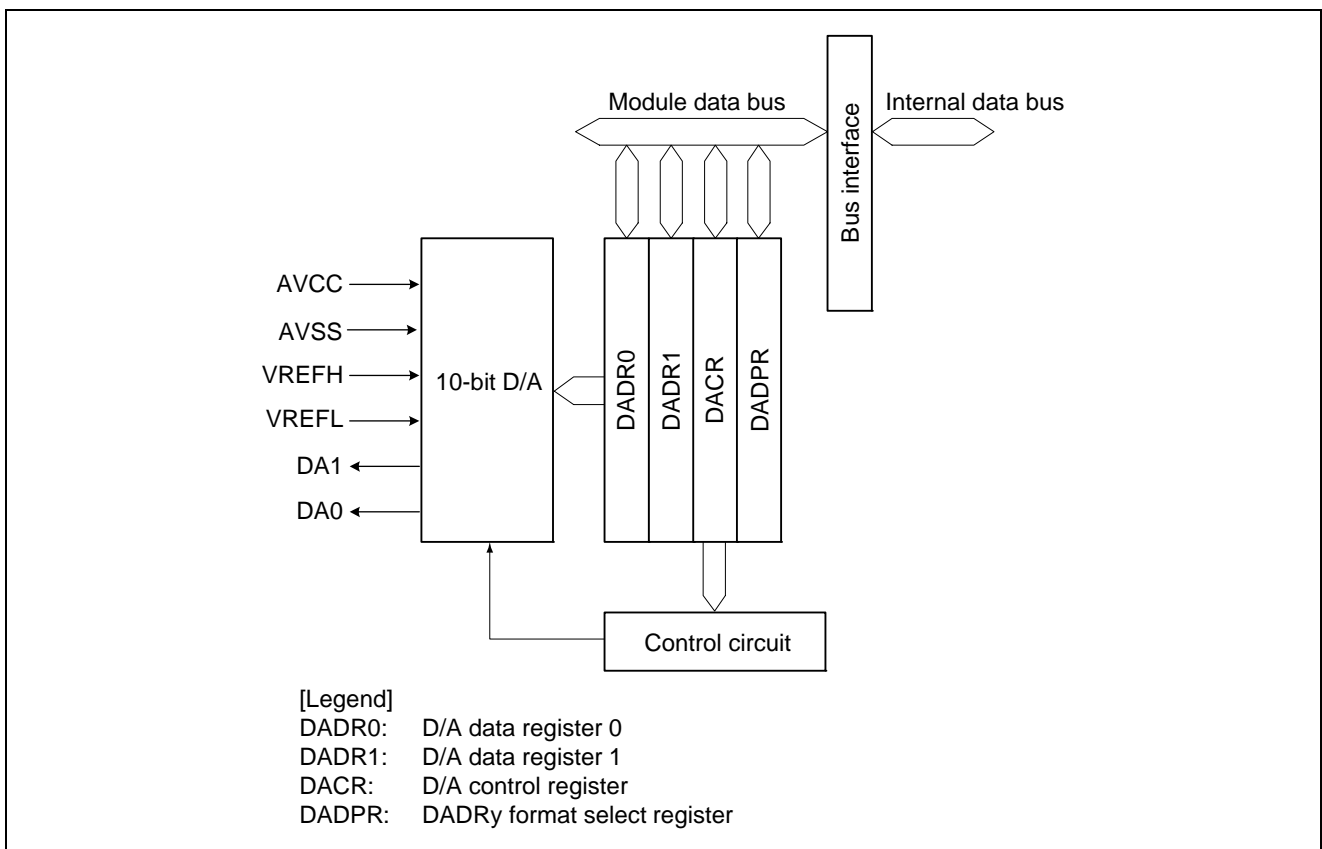 Module data bus
Internal data bus
Bus interface
AVCC
AVSS
VREFH
VREFL
DA1
DA0
10-bit D/A
DADR0
DADR1
DACR
DADPR
Control circuit
[Legend]
DADR0: D/A data register 0
DADR1: D/A data register 1
DACR: D/A control register
DADPR: DADRy format select register